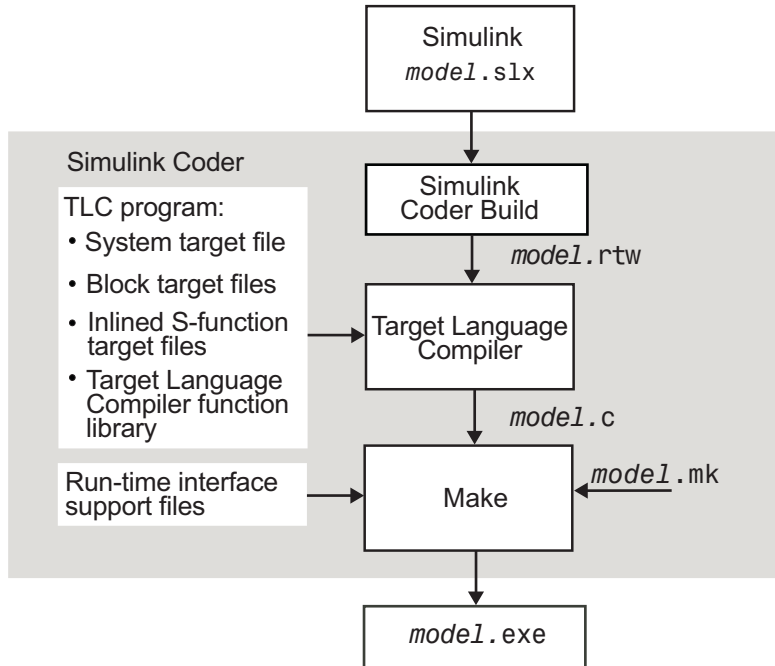 Simulink
model.slx
Simulink Coder
Simulink
Coder Build
TLC program:
• System target file
• Block target files
• Inlined S-function
target files
• Target Language
Compiler function
library
model.rtw
Target Language
Compiler
model.c
Run-time interface
support files
Make
model.mk
model.exe